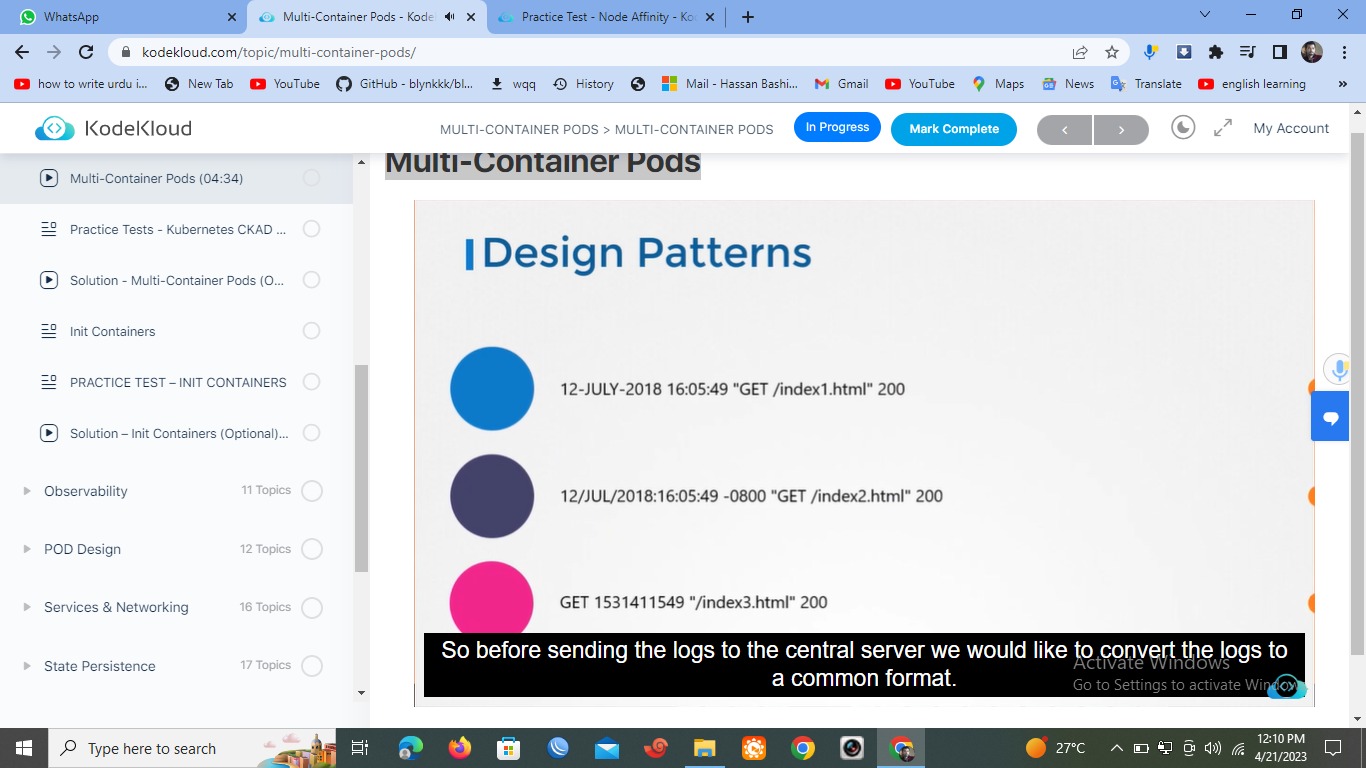 WhatsApp
Multi-Container Pods - Kodek
Practice Test - Node Affinity - Ko
kodekloud.com/topic/multi-container-pods/
how to write urdu i...
New Tab
YouTube
GitHub - blynkkk/bl...
wqq
History
Mail - Hassan Bashi...
Gmail
YouTube
Maps
News
Translate
english learning
»
KodeKloud
MULTI-CONTAINER PODS > MULTI-CONTAINER PODS
In Progress
Mark Complete
<
>
My Account
Multi-Container Pods (04:34)
Practice Tests - Kubernetes CKAD ...
Solution - Multi-Container Pods (O...
Init Containers
PRACTICE TEST – INIT CONTAINERS
Solution – Init Containers (Optional)...
Observability 11 Topics
POD Design 12 Topics
Services & Networking 16 Topics
State Persistence 17 Topics
Multi-Container Pods
Design Patterns
12-JULY-2018 16:05:49 "GET /index1.html" 200
12/JUL/2018:16:05:49 -0800 "GET /index2.html" 200
GET 1531411549 "/index3.html" 200
So before sending the logs to the central server we would like to convert the logs to
a common format.
Activate Windows
Go to Settings to activate Windows.
Type here to search
27°C
12:10 PM
4/21/2023